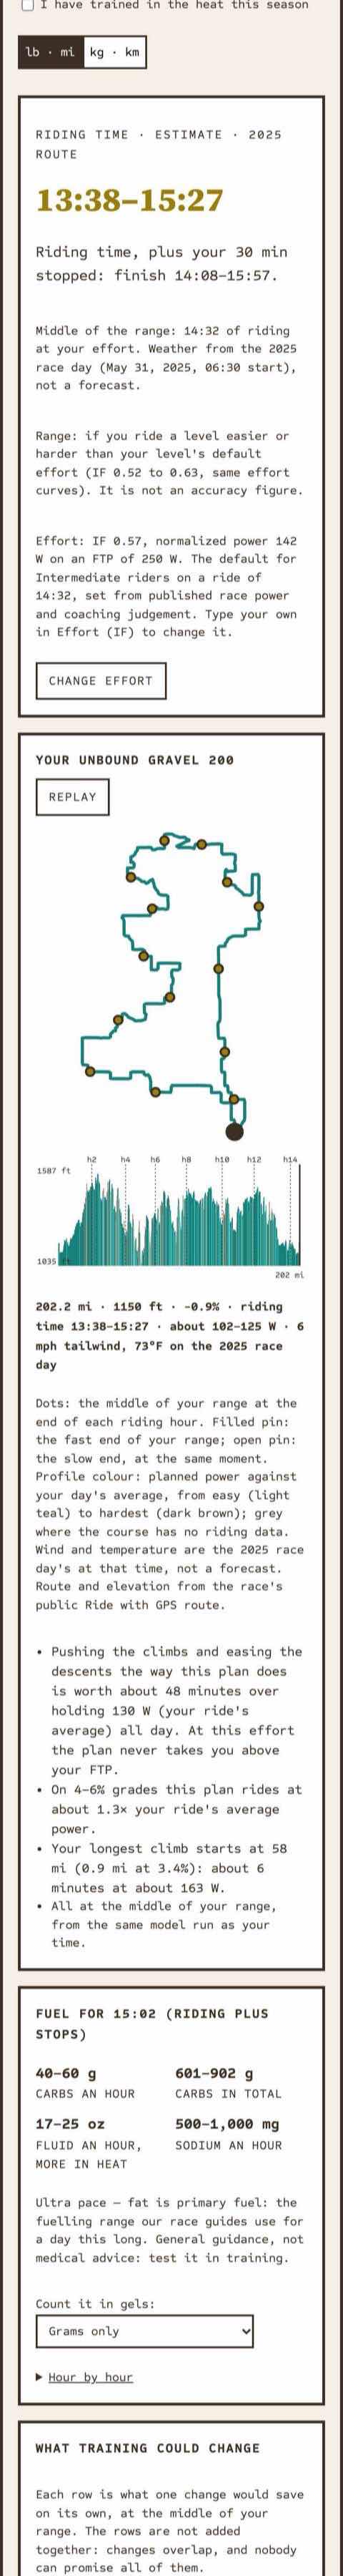 I have trained in the heat this season
lb · mi kg · km
RIDING TIME · ESTIMATE · 2025
ROUTE
13:38–15:27
Riding time, plus your 30 min
stopped: finish 14:08–15:57.
Middle of the range: 14:32 of riding
at your effort. Weather from the 2025
race day (May 31, 2025, 06:30 start),
not a forecast.
Range: if you ride a level easier or
harder than your level's default
effort (IF 0.52 to 0.63, same effort
curves). It is not an accuracy figure.
Effort: IF 0.57, normalized power 142
W on an FTP of 250 W. The default for
Intermediate riders on a ride of
14:32, set from published race power
and coaching judgement. Type your own
in Effort (IF) to change it.
CHANGE EFFORT
YOUR UNBOUND GRAVEL 200
REPLAY
h2 h4 h6 h8 h10 h12 h14
1587 ft
1035
202 mi
202.2 mi · 1150 ft · -0.9% · riding
time 13:38–15:27 · about 102–125 W · 6
mph tailwind, 73°F on the 2025 race
day
Dots: the middle of your range at the
end of each riding hour. Filled pin:
the fast end of your range; open pin:
the slow end, at the same moment.
Profile colour: planned power against
your day's average, from easy (light
teal) to hardest (dark brown); grey
where the course has no riding data.
Wind and temperature are the 2025 race
day's at that time, not a forecast.
Route and elevation from the race's
public Ride with GPS route.
• Pushing the climbs and easing the
descents the way this plan does
is worth about 48 minutes over
holding 130 W (your ride's
average) all day. At this effort
the plan never takes you above
your FTP.
• On 4–6% grades this plan rides at
about 1.3× your ride's average
power.
• Your longest climb starts at 58
mi (0.9 mi at 3.4%): about 6
minutes at about 163 W.
• All at the middle of your range,
from the same model run as your
time.
FUEL FOR 15:02 (RIDING PLUS
STOPS)
40–60 g 601–902 g
CARBS AN HOUR CARBS IN TOTAL
17–25 oz 500–1,000 mg
FLUID AN HOUR, SODIUM AN HOUR
MORE IN HEAT
Ultra pace — fat is primary fuel: the
fuelling range our race guides use for
a day this long. General guidance, not
medical advice: test it in training.
Count it in gels:
Grams only
Hour by hour
WHAT TRAINING COULD CHANGE
Each row is what one change would save
on its own, at the middle of your
range. The rows are not added
together: changes overlap, and nobody
can promise all of them.